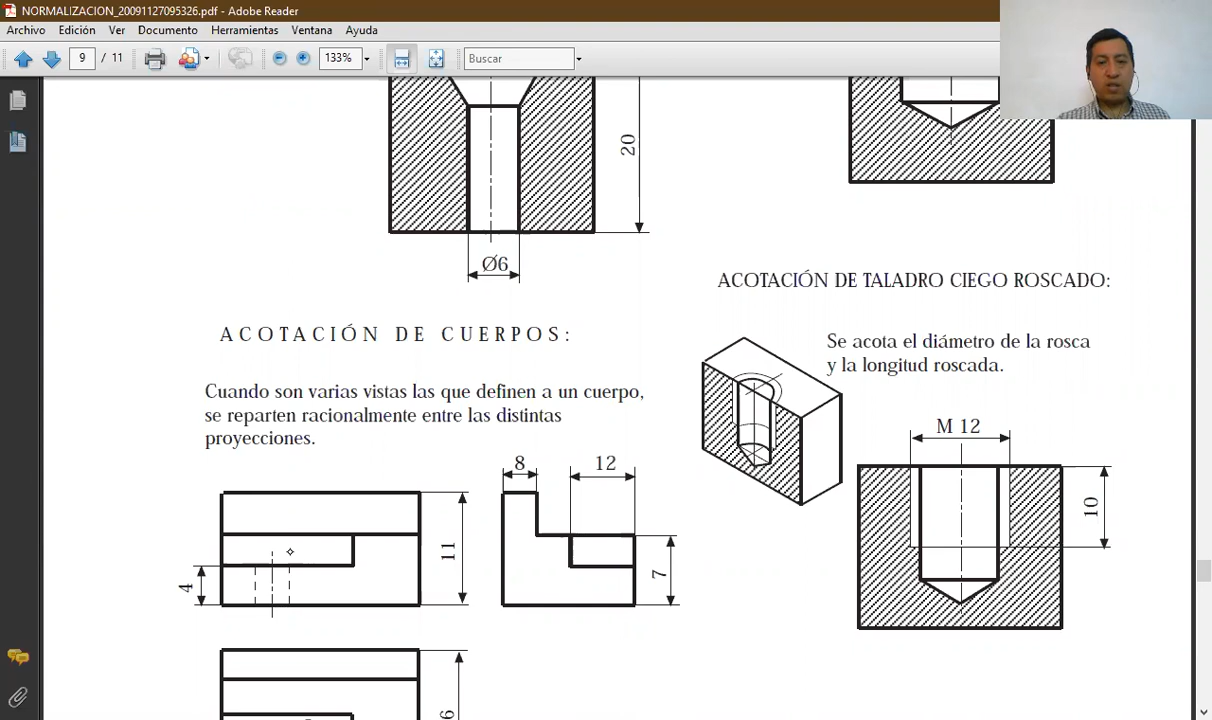 NORMALIZACION_20091127095326.pdf - Adobe Reader
Archivo Edición Ver Documento Herramientas Ventana Ayuda
9 / 11 133% Buscar
20
Ø6
ACOTACIÓN DE TALADRO CIEGO ROSCADO:
Se acota el diámetro de la rosca
y la longitud roscada.
M 12
10
ACOTACIÓN DE CUERPOS:
Cuando son varias vistas las que definen a un cuerpo,
se reparten racionalmente entre las distintas
proyecciones.
8 12
11
4
7
6